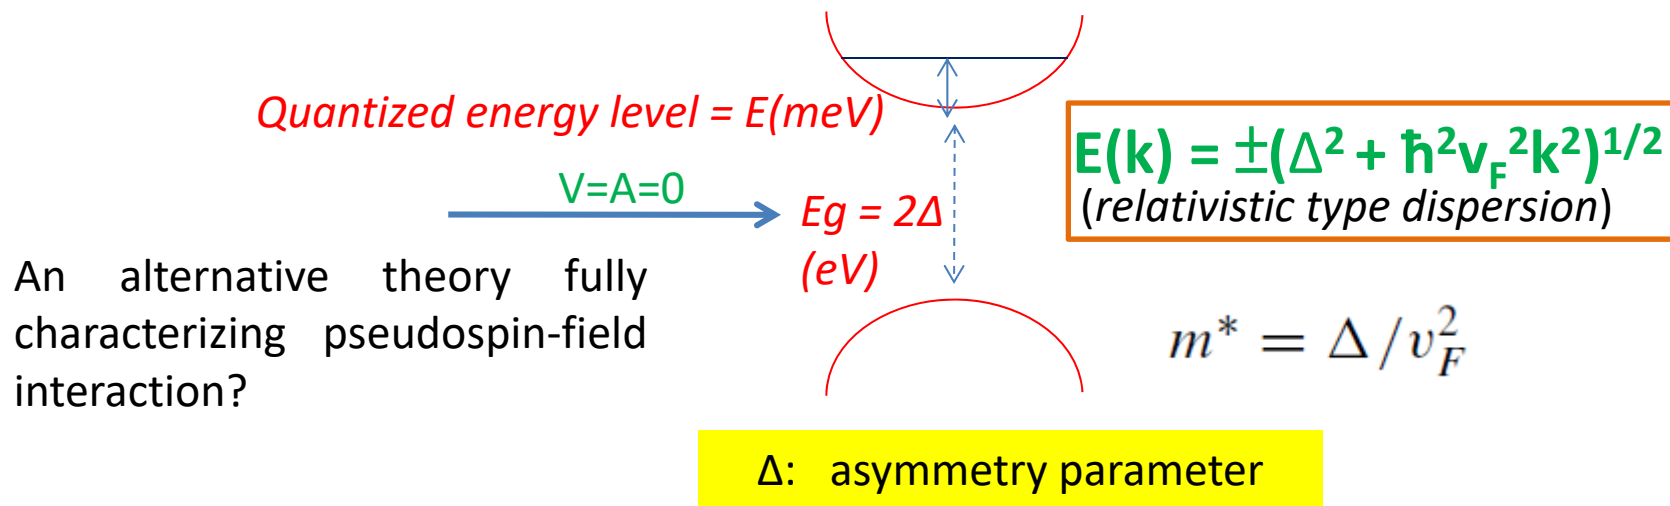 Quantized energy level = E(meV)
V=A=0
Eg = 2Δ
(eV)
E(k) = ±(Δ² + ħ²v_F²k²)^{1/2}
(relativistic type dispersion)
An alternative theory fully
characterizing pseudospin-field
interaction?
m* = Δ/v_F²
Δ: asymmetry parameter